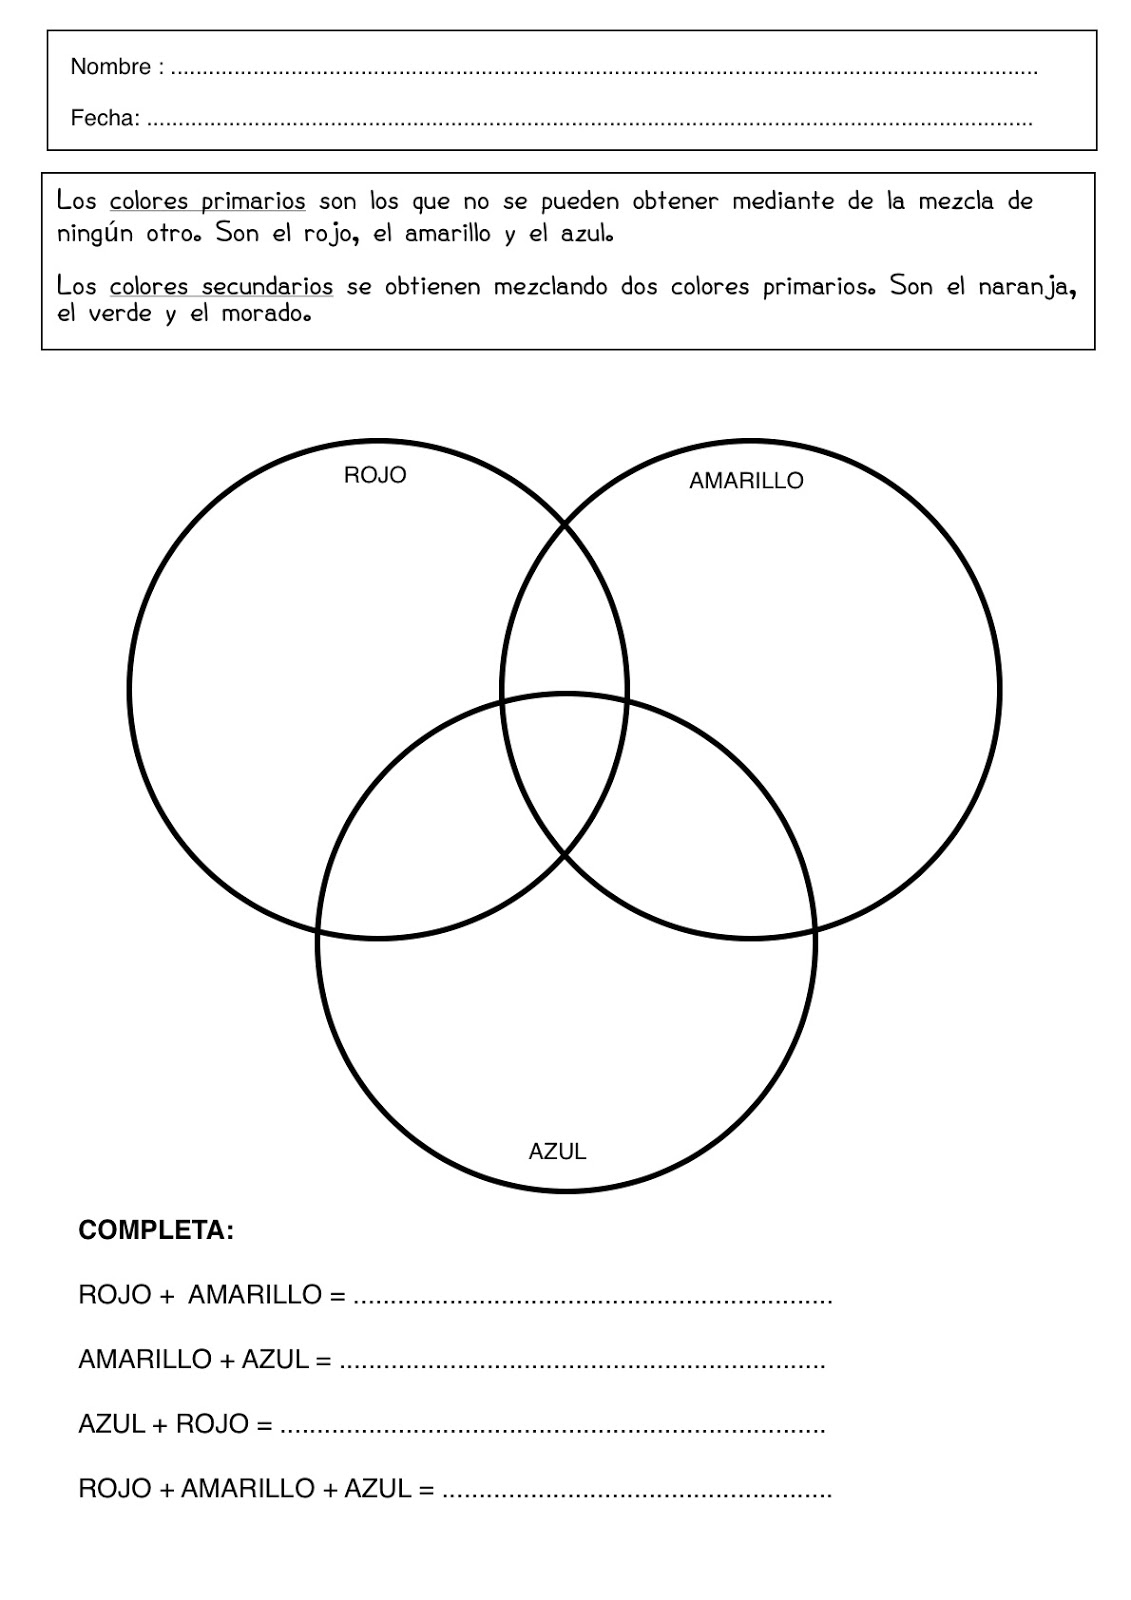 Nombre : ........................................................................................................................................
Fecha: ...........................................................................................................................................
Los colores primarios son los que no se pueden obtener mediante de la mezcla de
ningún otro. Son el rojo, el amarillo y el azul.
Los colores secundarios se obtienen mezclando dos colores primarios. Son el naranja,
el verde y el morado.
ROJO
AMARILLO
AZUL
COMPLETA:
ROJO +  AMARILLO = .................................................................
AMARILLO + AZUL = ..................................................................
AZUL + ROJO = ..........................................................................
ROJO + AMARILLO + AZUL = .....................................................